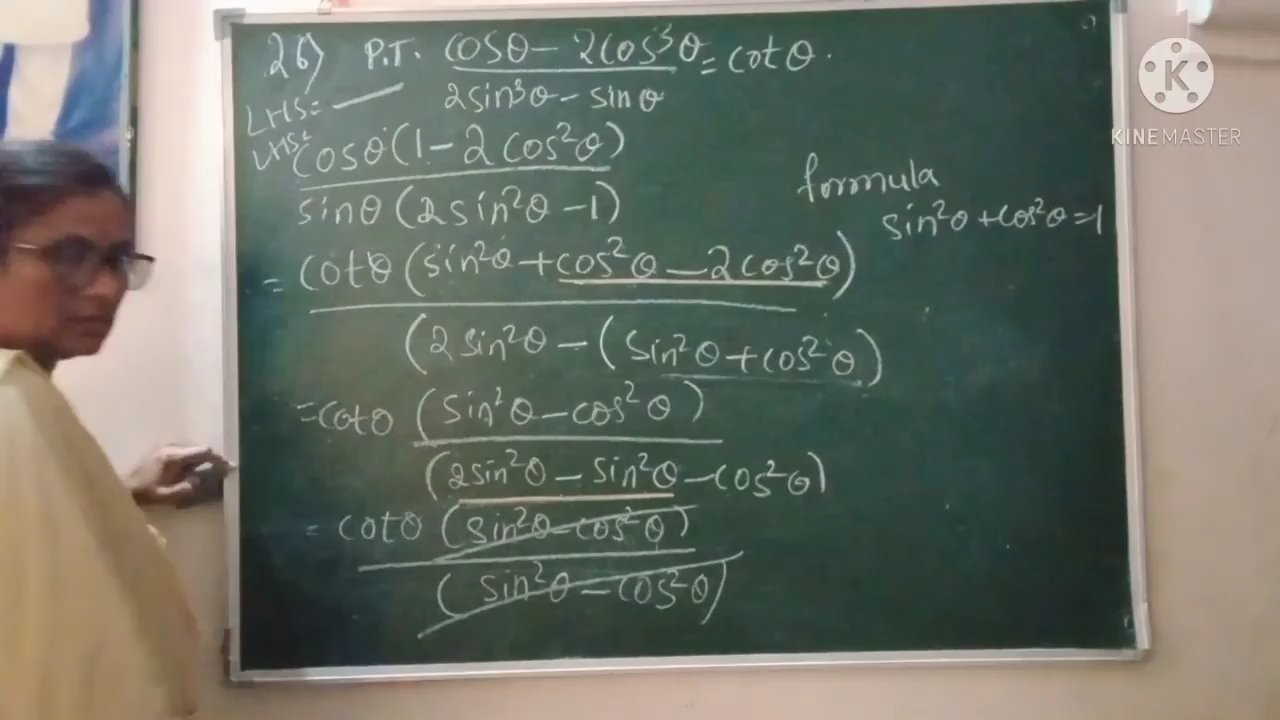 26) P.T. cosθ - 2cos³θ = cotθ.
2sin³θ - sinθ
LHS=
LHS=
cosθ(1-2cos²θ)
sinθ(2sin²θ-1)
formula
sin²θ+cos²θ=1
= cotθ (sin²θ+cos²θ-2cos²θ)
(2sin²θ-(sin²θ+cos²θ)
=cotθ (sin²θ-cos²θ)
(2sin²θ-sin²θ-cos²θ)
= cotθ (sin²θ-cos²θ)
(sin²θ-cos²θ)
K
KINEMASTER